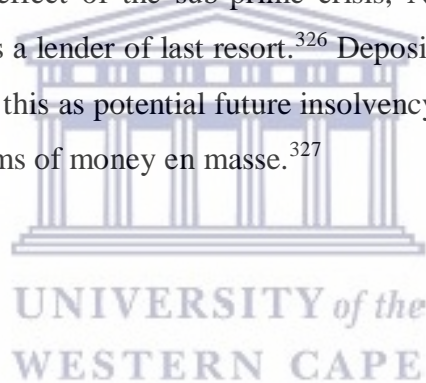 effect of the sub-prime crisis,
s a lender of last resort.³²⁶ Deposi
this as potential future insolvency
ms of money en masse.³²⁷
UNIVERSITY of the
WESTERN CAPE